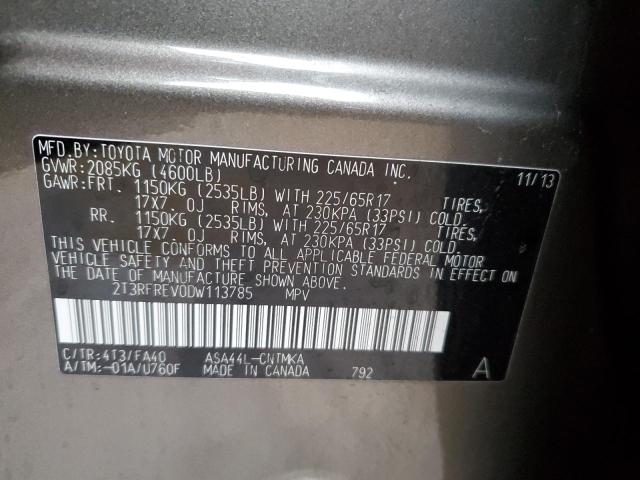 MFD.BY:TOYOTA MOTOR MANUFACTURING CANADA INC.
GVWR:2085KG (4600LB) 11/13
GAWR:FRT. 1150KG (2535LB) WITH 225/65R17 TIRES,
17X7.0J RIMS, AT 230KPA (33PSI) COLD
RR. 1150KG (2535LB) WITH 225/65R17 TIRES,
17X7.0J RIMS, AT 230KPA (33PSI) COLD.
THIS VEHICLE CONFORMS TO ALL APPLICABLE FEDERAL MOTOR
VEHICLE SAFETY AND THEFT PREVENTION STANDARDS IN EFFECT ON
THE DATE OF MANUFACTURE SHOWN ABOVE.
2T3RFREV0DW113785 MPV
C/TR:4T3/FA40 ASA44L-CNTMKA
A/TM:-01A/U760F MADE IN CANADA 792 A